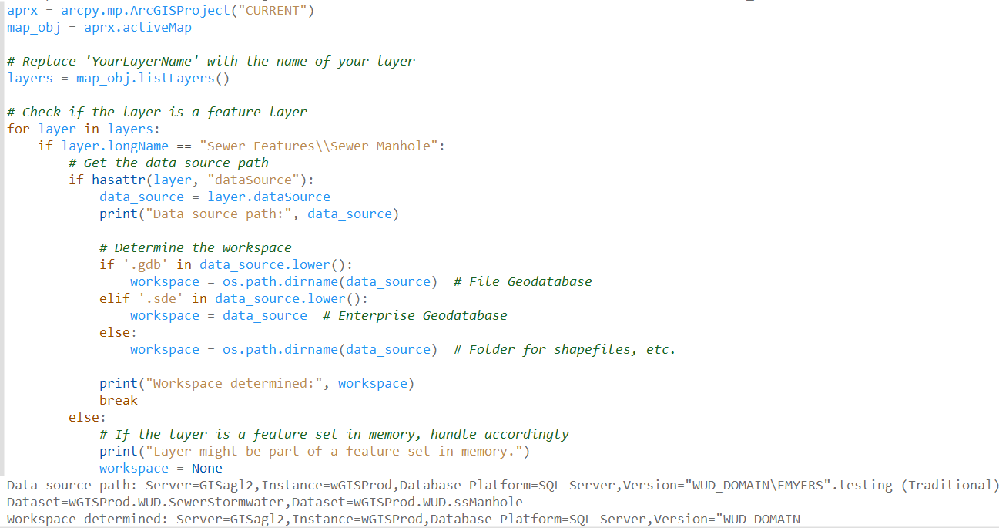 aprx = arcpy.mp.ArcGISProject("CURRENT")
map_obj = aprx.activeMap

# Replace 'YourLayerName' with the name of your layer
layers = map_obj.listLayers()

# Check if the layer is a feature layer
for layer in layers:
    if layer.longName == "Sewer Features\\Sewer Manhole":
        # Get the data source path
        if hasattr(layer, "dataSource"):
            data_source = layer.dataSource
            print("Data source path:", data_source)

            # Determine the workspace
            if '.gdb' in data_source.lower():
                workspace = os.path.dirname(data_source)  # File Geodatabase
            elif '.sde' in data_source.lower():
                workspace = data_source  # Enterprise Geodatabase
            else:
                workspace = os.path.dirname(data_source)  # Folder for shapefiles, etc.

            print("Workspace determined:", workspace)
            break
        else:
            # If the layer is a feature set in memory, handle accordingly
            print("Layer might be part of a feature set in memory.")
            workspace = None
Data source path: Server=GISagl2,Instance=wGISProd,Database Platform=SQL Server,Version="WUD_DOMAIN\EMYERS".testing (Traditional)
Dataset=wGISProd.WUD.SewerStormwater,Dataset=wGISProd.WUD.ssManhole
Workspace determined: Server=GISagl2,Instance=wGISProd,Database Platform=SQL Server,Version="WUD_DOMAIN